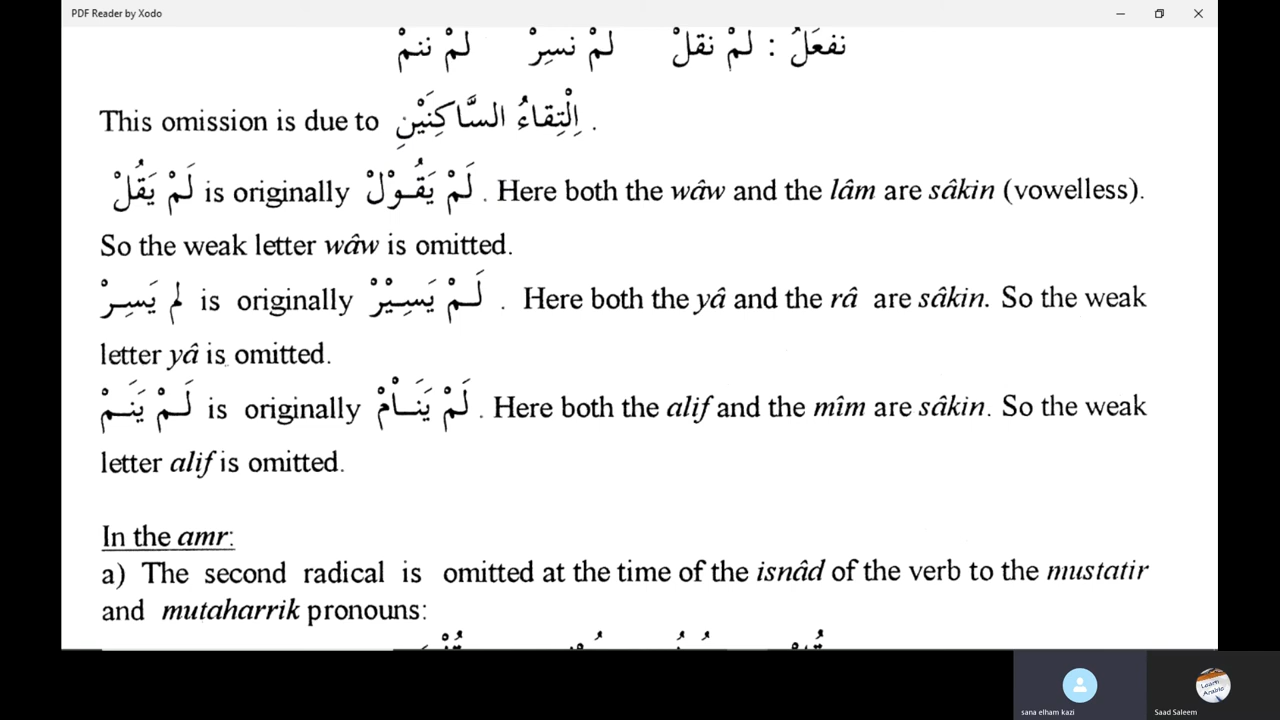 PDF Reader by Xodo
نفعَلُ : لَمْ نقلْ لَمْ نسِرْ لَمْ ننمْ
This omission is due to اِلْتِقاءُ السَّاكِنَيْنِ .
لَمْ يَقُلْ is originally لَمْ يَقُوْلْ . Here both the wâw and the lâm are sâkin (vowelless).
So the weak letter wâw is omitted.
لم يَسِرْ is originally لَمْ يَسِيْرْ . Here both the yâ and the râ are sâkin. So the weak
letter yâ is omitted.
لَمْ يَنَمْ is originally لَمْ يَنَاْمْ . Here both the alif and the mîm are sâkin. So the weak
letter alif is omitted.
In the amr:
a) The second radical is omitted at the time of the isnâd of the verb to the mustatir
and mutaharrik pronouns:
Learn
Arabic
sana elham kazi
Saad Saleem